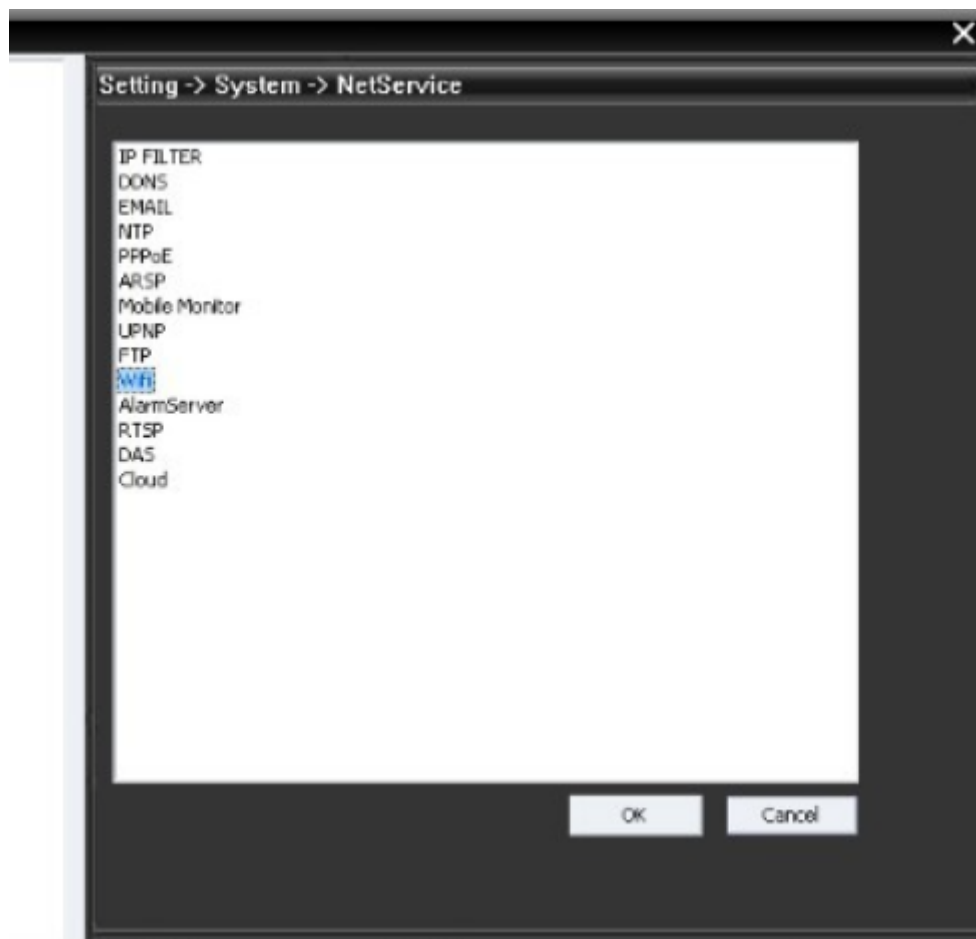 Setting -> System -> NetService
IP FILTER
DDNS
EMAIL
NTP
PPPoE
ARSP
Mobile Monitor
UPNP
FTP
Wifi
AlarmServer
RTSP
DAS
Cloud
OK Cancel